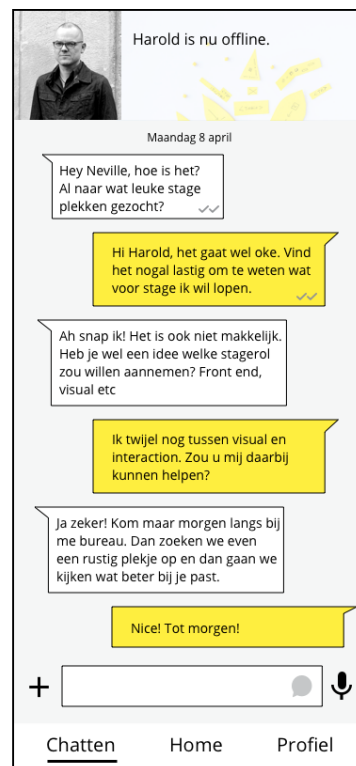 Harold is nu offline.
Maandag 8 april
Hey Neville, hoe is het?
Al naar wat leuke stage
plekken gezocht?
Hi Harold, het gaat wel oke. Vind
het nogal lastig om te weten wat
voor stage ik wil lopen.
Ah snap ik! Het is ook niet makkelijk.
Heb je wel een idee welke stagerol
zou willen aannemen? Front end,
visual etc
Ik twijel nog tussen visual en
interaction. Zou u mij daarbij
kunnen helpen?
Ja zeker! Kom maar morgen langs bij
me bureau. Dan zoeken we even
een rustig plekje op en dan gaan we
kijken wat beter bij je past.
Nice! Tot morgen!
Chatten Home Profiel